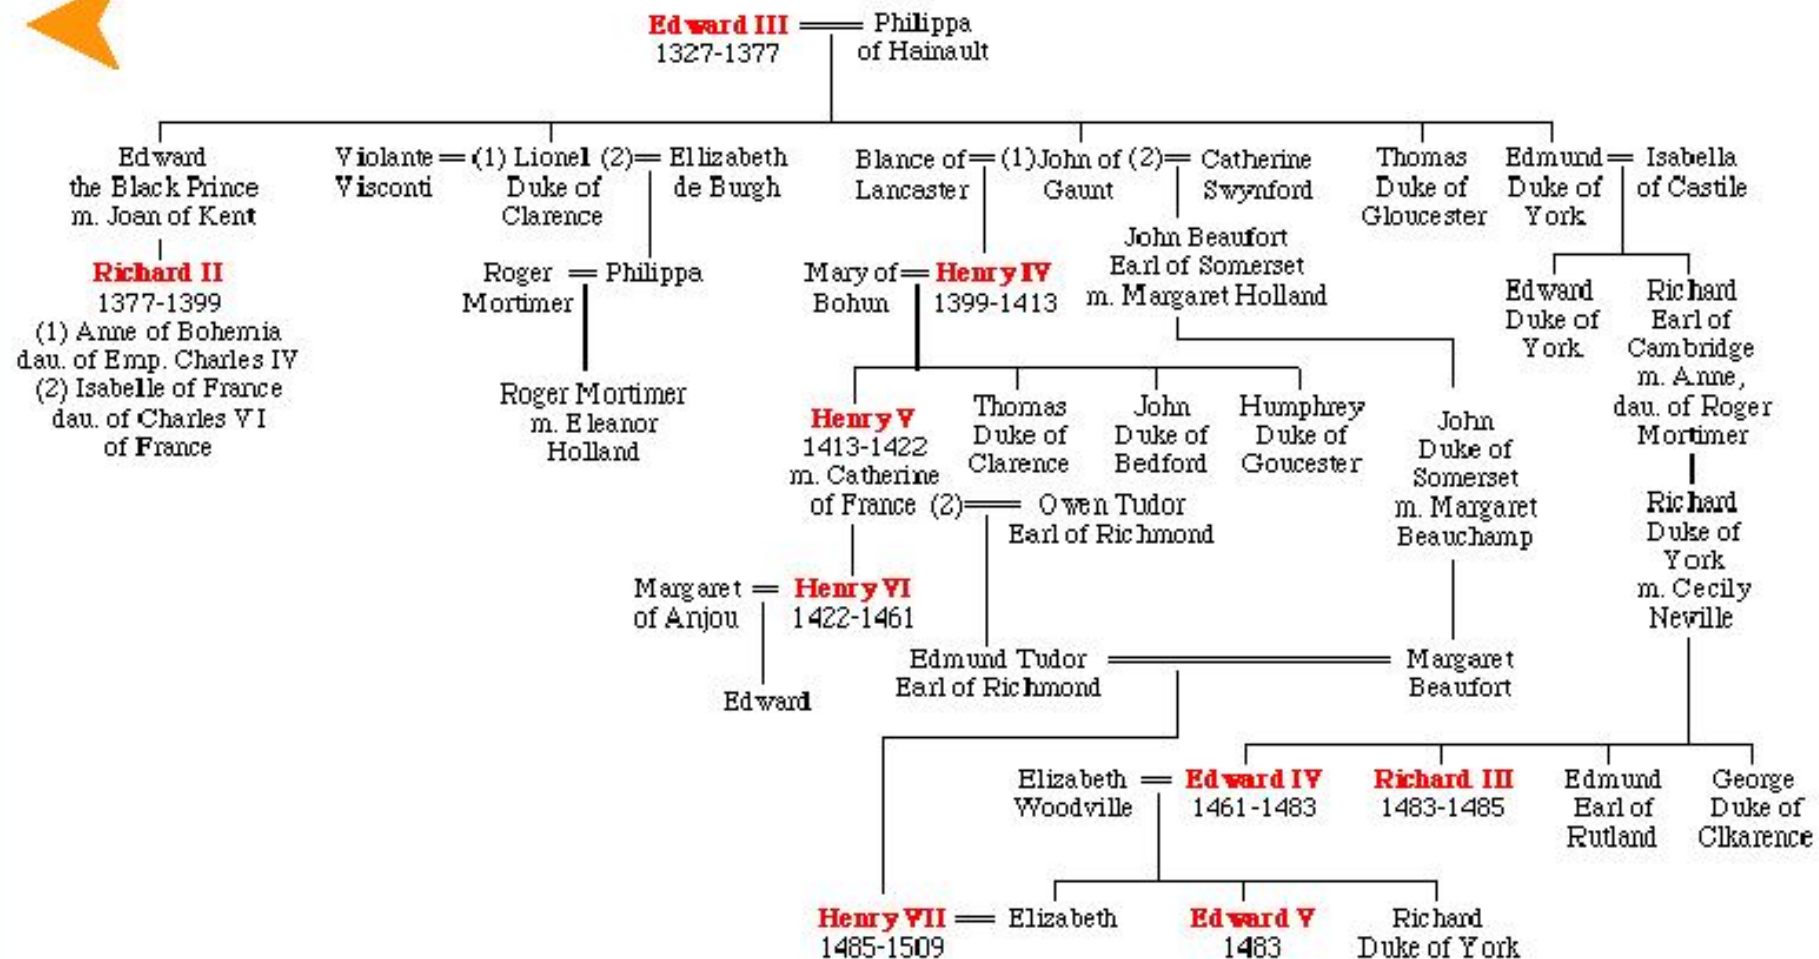 Edward III
1327-1377
Philippa
of Hainault
Edward
the Black Prince
m. Joan of Kent
Violante
Visconti
(1) Lionel (2)
Duke of
Clarence
Ellizabeth
de Burgh
Blance of
Lancaster
(1)John of (2)
Gaunt
Catherine
Swynford
Thomas
Duke of
Gloucester
Edmund
Duke of
York
Isabella
of Castile
Richard II
1377-1399
(1) Anne of Bohemia
dau. of Emp. Charles IV
(2) Isabelle of France
dau. of Charles VI
of France
Roger
Mortimer
Philippa
Mary of
Bohun
Henry IV
1399-1413
John Beaufort
Earl of Somerset
m. Margaret Holland
Edward
Duke of
York
Richard
Earl of
Cambridge
m. Anne,
dau. of Roger
Mortimer
Roger Mortimer
m. Eleanor
Holland
Henry V
1413-1422
m. Catherine
of France (2)
Thomas
Duke of
Clarence
John
Duke of
Bedford
Humphrey
Duke of
Goucester
John
Duke of
Somerset
m. Margaret
Beauchamp
Owen Tudor
Earl of Richmond
Richard
Duke of
York
m. Cecily
Neville
Margaret
of Anjou
Henry VI
1422-1461
Edward
Edmund Tudor
Earl of Richmond
Margaret
Beaufort
Elizabeth
Woodville
Edward IV
1461-1483
Richard III
1483-1485
Edmund
Earl of
Rutland
George
Duke of
Clkarence
Henry VII
1485-1509
Elizabeth
Edward V
1483
Richard
Duke of York